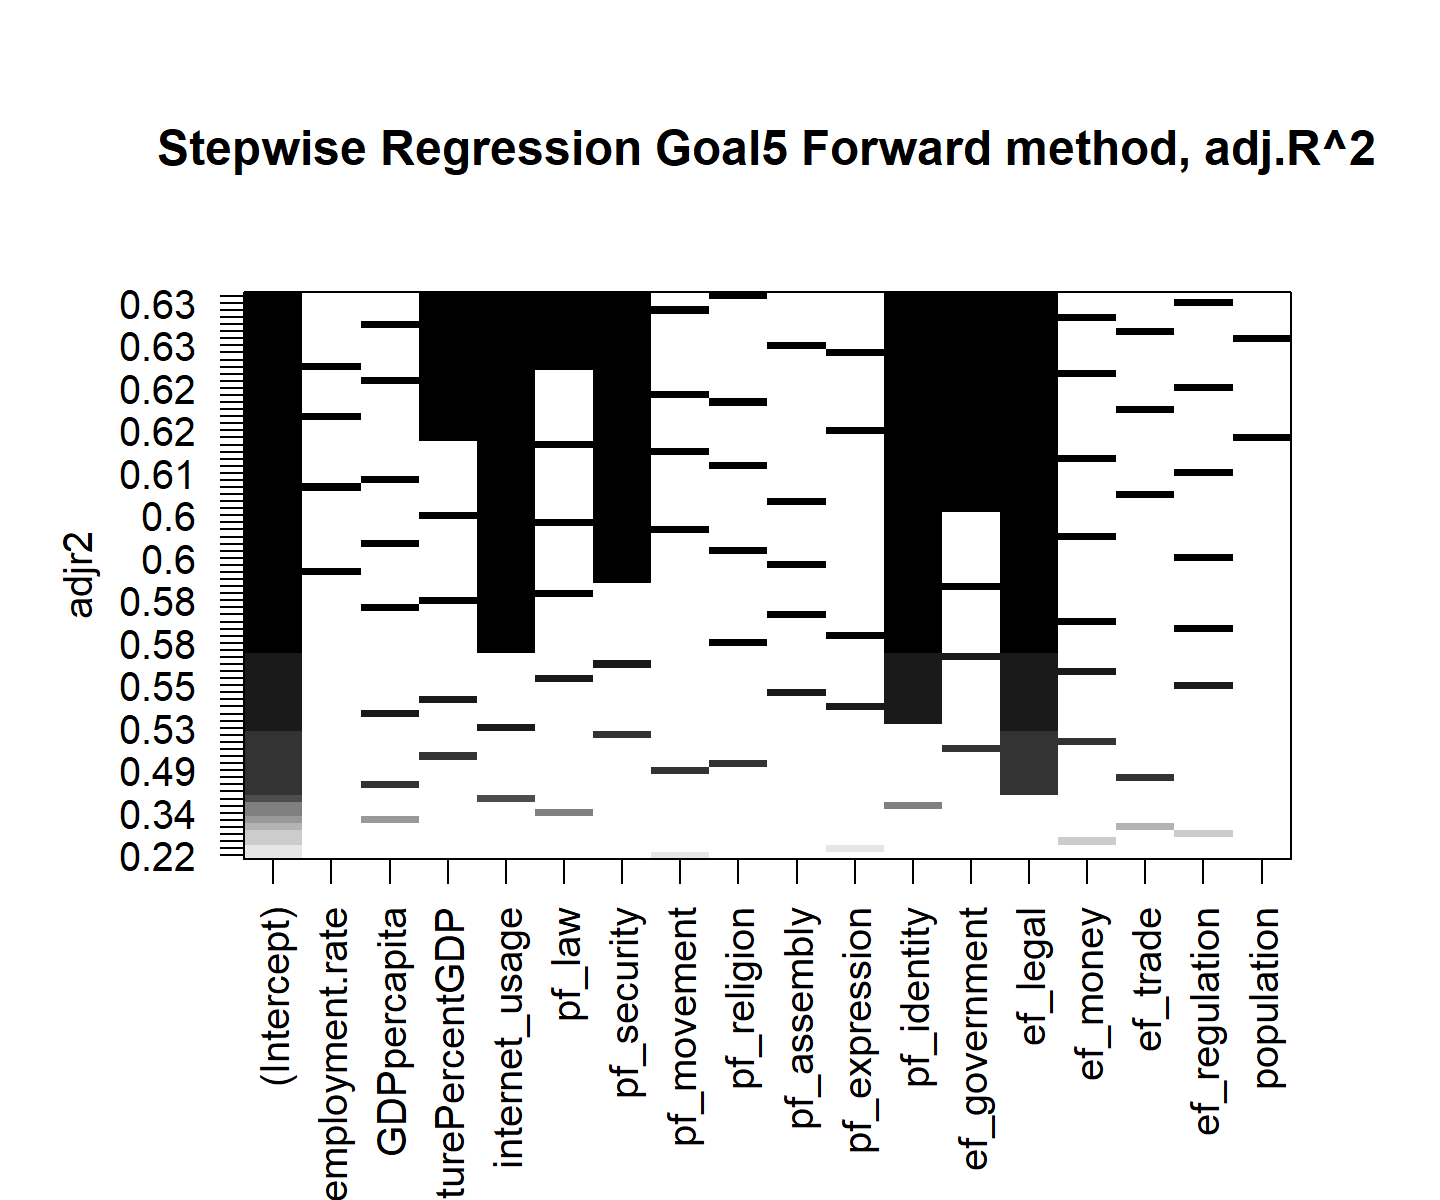 Stepwise Regression Goal5 Forward method, adj.R^2
adjr2
0.63
0.63
0.62
0.62
0.61
0.6
0.6
0.58
0.58
0.55
0.53
0.49
0.34
0.22
(Intercept)
employment.rate
GDPpercapita
turePercentGDP
internet_usage
pf_law
pf_security
pf_movement
pf_religion
pf_assembly
pf_expression
pf_identity
ef_government
ef_legal
ef_money
ef_trade
ef_regulation
population